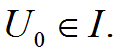 U₀ ∈ I.